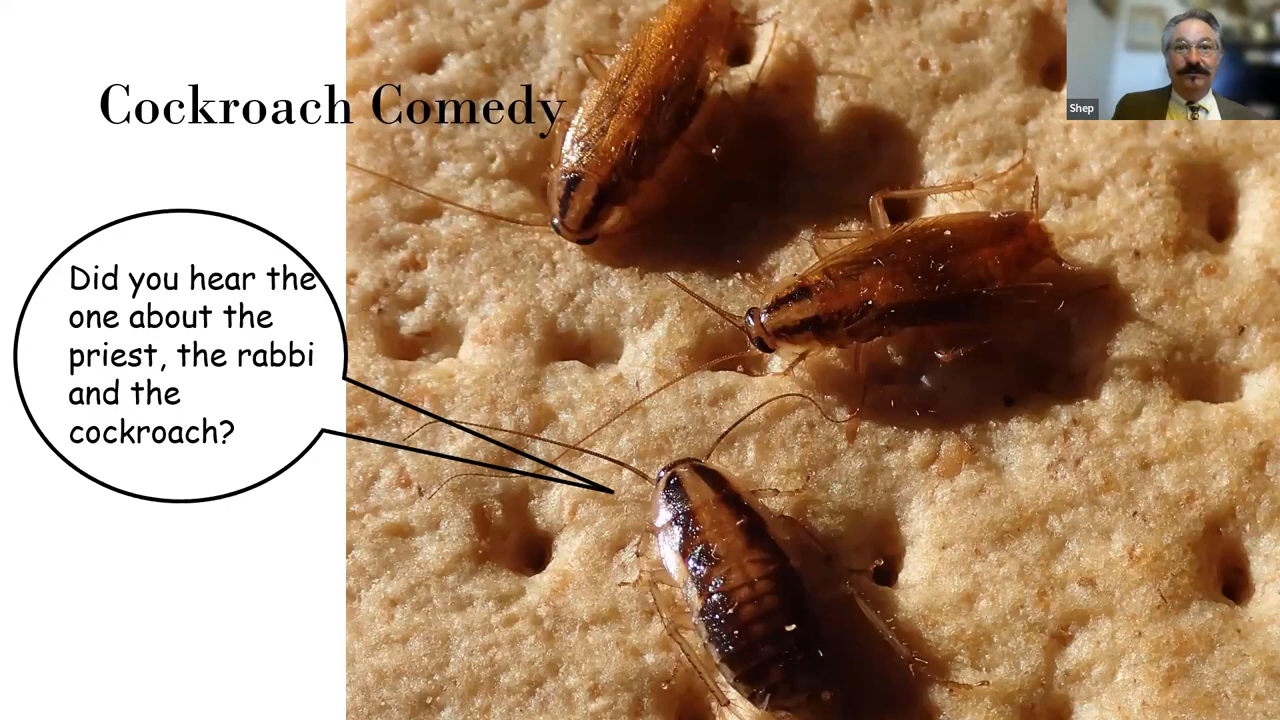 Cockroach Comedy
Shep
Did you hear the
one about the
priest, the rabbi
and the
cockroach?